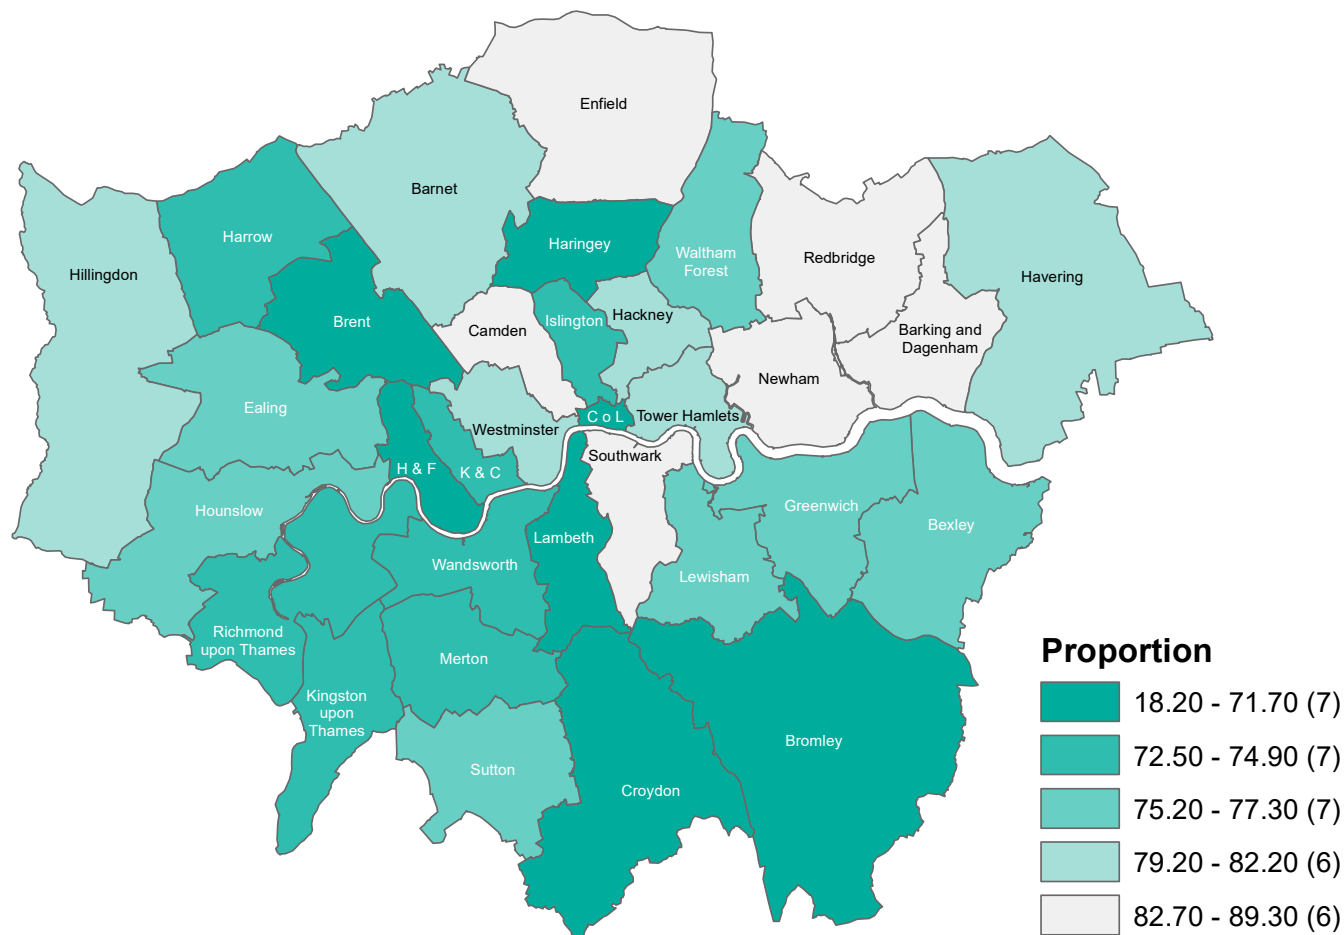 Enfield
Barnet
Harrow
Haringey
Waltham
Forest
Redbridge
Hillingdon
Havering
Brent
Camden
Islington
Hackney
Barking and
Dagenham
Newham
Ealing
Westminster
C o L
Tower Hamlets
H & F
K & C
Southwark
Hounslow
Greenwich
Bexley
Lambeth
Wandsworth
Lewisham
Richmond
upon Thames
Merton
Kingston
upon
Thames
Sutton
Croydon
Bromley
Proportion
18.20 - 71.70 (7)
72.50 - 74.90 (7)
75.20 - 77.30 (7)
79.20 - 82.20 (6)
82.70 - 89.30 (6)